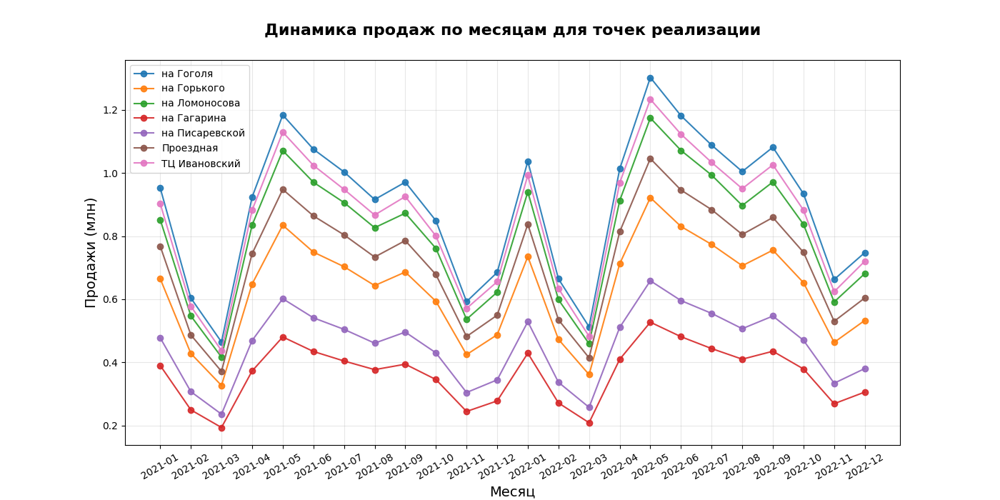 Динамика продаж по месяцам для точек реализации
на Гоголя
на Горького
на Ломоносова
на Гагарина
на Писаревской
Проездная
ТЦ Ивановский
Продажи (млн)
1.2
1.0
0.8
0.6
0.4
0.2
2021-01 2021-02 2021-03 2021-04 2021-05 2021-06 2021-07 2021-08 2021-09 2021-10 2021-11 2021-12 2022-01 2022-02 2022-03 2022-04 2022-05 2022-06 2022-07 2022-08 2022-09 2022-10 2022-11 2022-12
Месяц